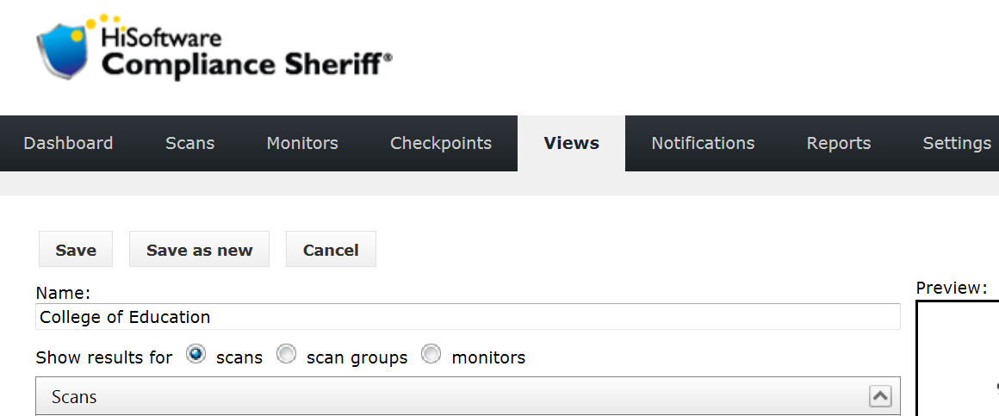 HiSoftware
Compliance Sheriff®
Dashboard Scans Monitors Checkpoints Views Notifications Reports Settings
Save Save as new Cancel
Name:
College of Education
Preview:
Show results for scans scan groups monitors
Scans